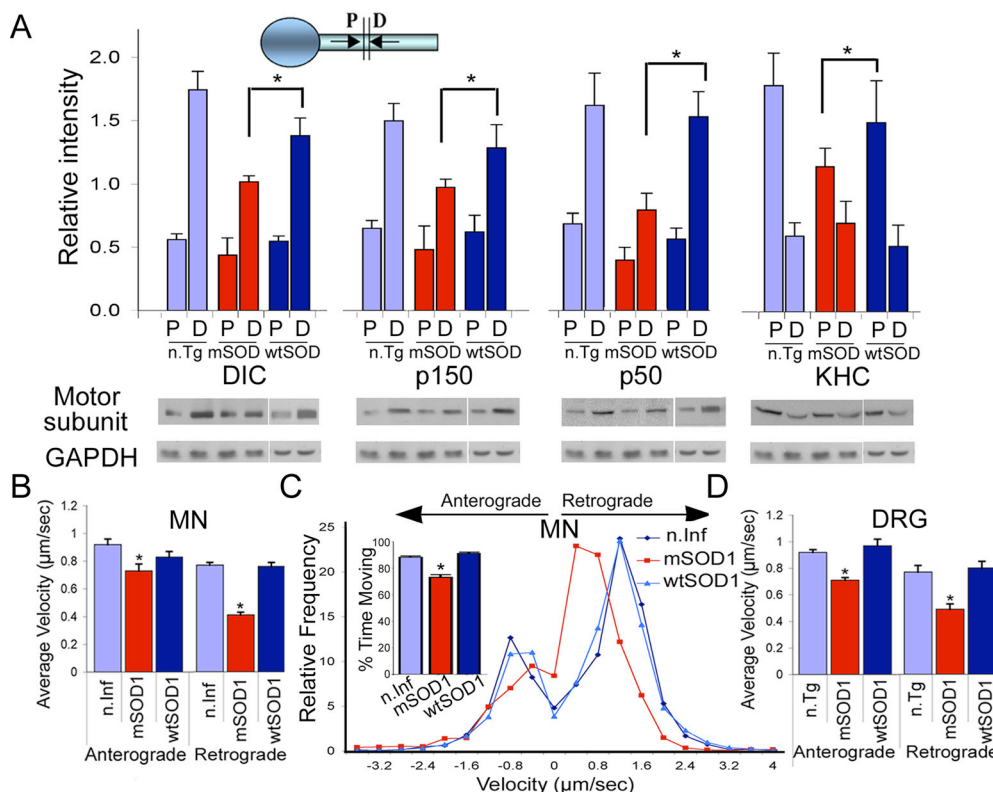 A
P D
Relative intensity
2.0
1.5
1.0
0.5
0.0
* * * *
P D P D P D P D P D P D P D P D P D P D P D P D
n.Tg mSOD wtSOD n.Tg mSOD wtSOD n.Tg mSOD wtSOD n.Tg mSOD wtSOD
DIC p150 p50 KHC
Motor
subunit
GAPDH
B
MN
Average Velocity (µm/sec)
1.2
1
0.8
0.6
0.4
0.2
0
* *
n.Inf mSOD1 wtSOD1 n.Inf mSOD1 wtSOD1
Anterograde Retrograde
C
Anterograde Retrograde
MN
n.Inf
mSOD1
wtSOD1
Relative Frequency
25
20
15
10
5
0
% Time Moving
100
80
60
40
20
0
*
n.Inf mSOD1 wtSOD1
-3.2 -2.4 -1.6 -0.8 0 0.8 1.6 2.4 3.2 4
Velocity (µm/sec)
D
DRG
Average Velocity (µm/sec)
1.2
1
0.8
0.6
0.4
0.2
0
* *
n.Tg mSOD1 wtSOD1 n.Tg mSOD1 wtSOD1
Anterograde Retrograde